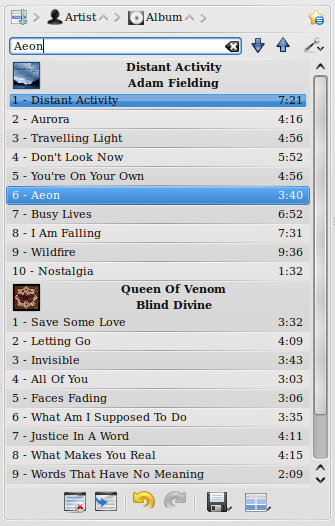 Artist Album
Aeon
Distant Activity
Adam Fielding
1 - Distant Activity 7:21
2 - Aurora 4:16
3 - Travelling Light 4:56
4 - Don't Look Now 5:52
5 - You're On Your Own 4:56
6 - Aeon 3:40
7 - Busy Lives 6:52
8 - I Am Falling 7:31
9 - Wildfire 9:36
10 - Nostalgia 1:32
Queen Of Venom
Blind Divine
1 - Save Some Love 3:32
2 - Letting Go 4:09
3 - Invisible 3:43
4 - All Of You 3:03
5 - Faces Fading 3:06
6 - What Am I Supposed To Do 3:35
7 - Justice In A Word 4:11
8 - What Makes You Real 4:15
9 - Words That Have No Meaning 2:09